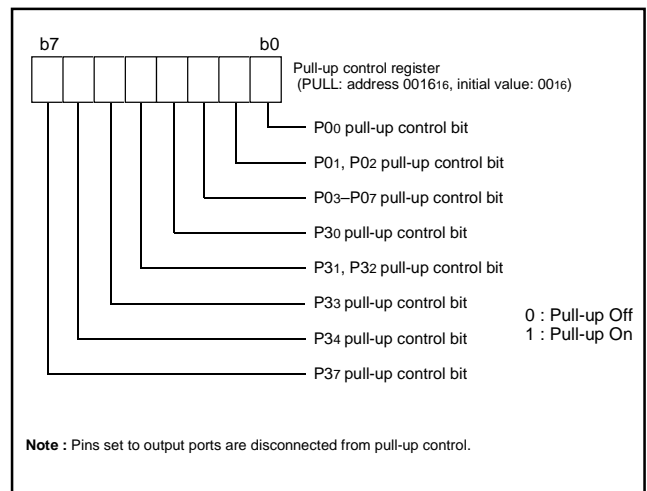 b7 b0
Pull-up control register
(PULL: address 001616, initial value: 0016)
P00 pull-up control bit
P01, P02 pull-up control bit
P03–P07 pull-up control bit
P30 pull-up control bit
P31, P32 pull-up control bit
P33 pull-up control bit
P34 pull-up control bit
P37 pull-up control bit
0 : Pull-up Off
1 : Pull-up On
Note : Pins set to output ports are disconnected from pull-up control.